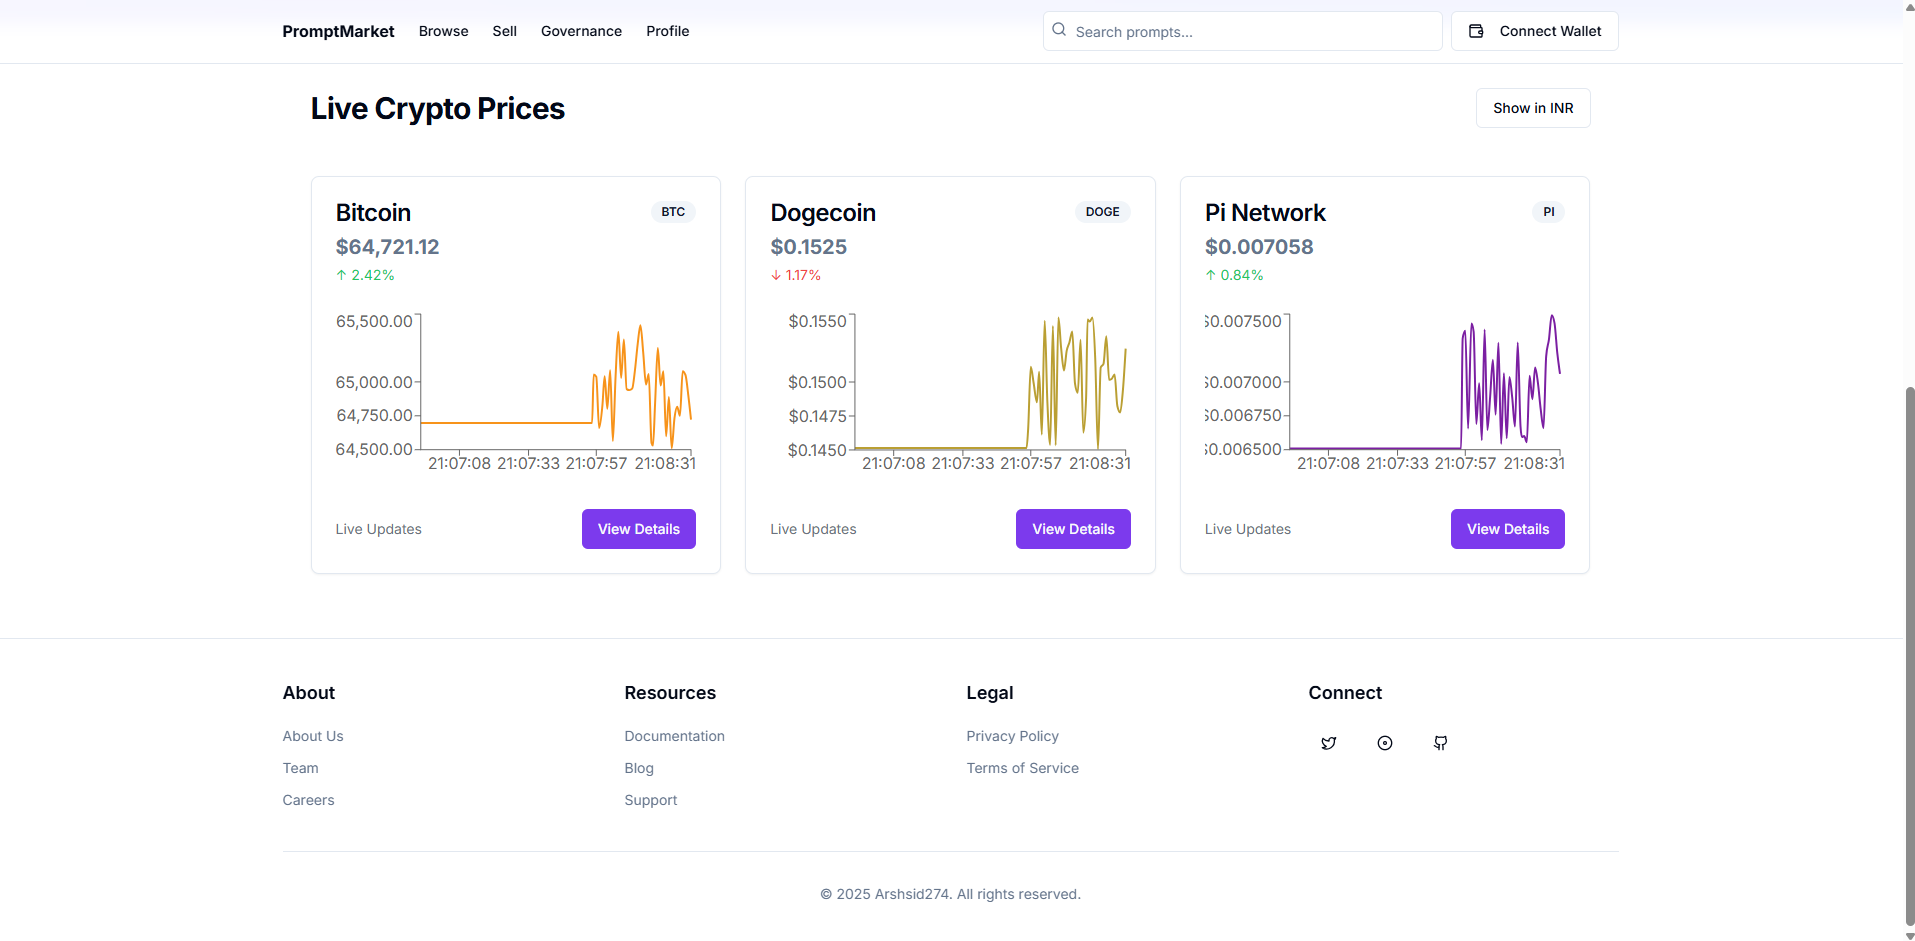 PromptMarket Browse Sell Governance Profile Search prompts... Connect Wallet
Live Crypto Prices Show in INR
Bitcoin BTC
$64,721.12
↑ 2.42%
65,500.00
65,000.00
64,750.00
64,500.00
21:07:08 21:07:33 21:07:57 21:08:31
Live Updates View Details
Dogecoin DOGE
$0.1525
↓ 1.17%
$0.1550
$0.1500
$0.1475
$0.1450
21:07:08 21:07:33 21:07:57 21:08:31
Live Updates View Details
Pi Network PI
$0.007058
↑ 0.84%
$0.007500
$0.007000
$0.006750
$0.006500
21:07:08 21:07:33 21:07:57 21:08:31
Live Updates View Details
About
About Us
Team
Careers
Resources
Documentation
Blog
Support
Legal
Privacy Policy
Terms of Service
Connect
© 2025 Arshsid274. All rights reserved.